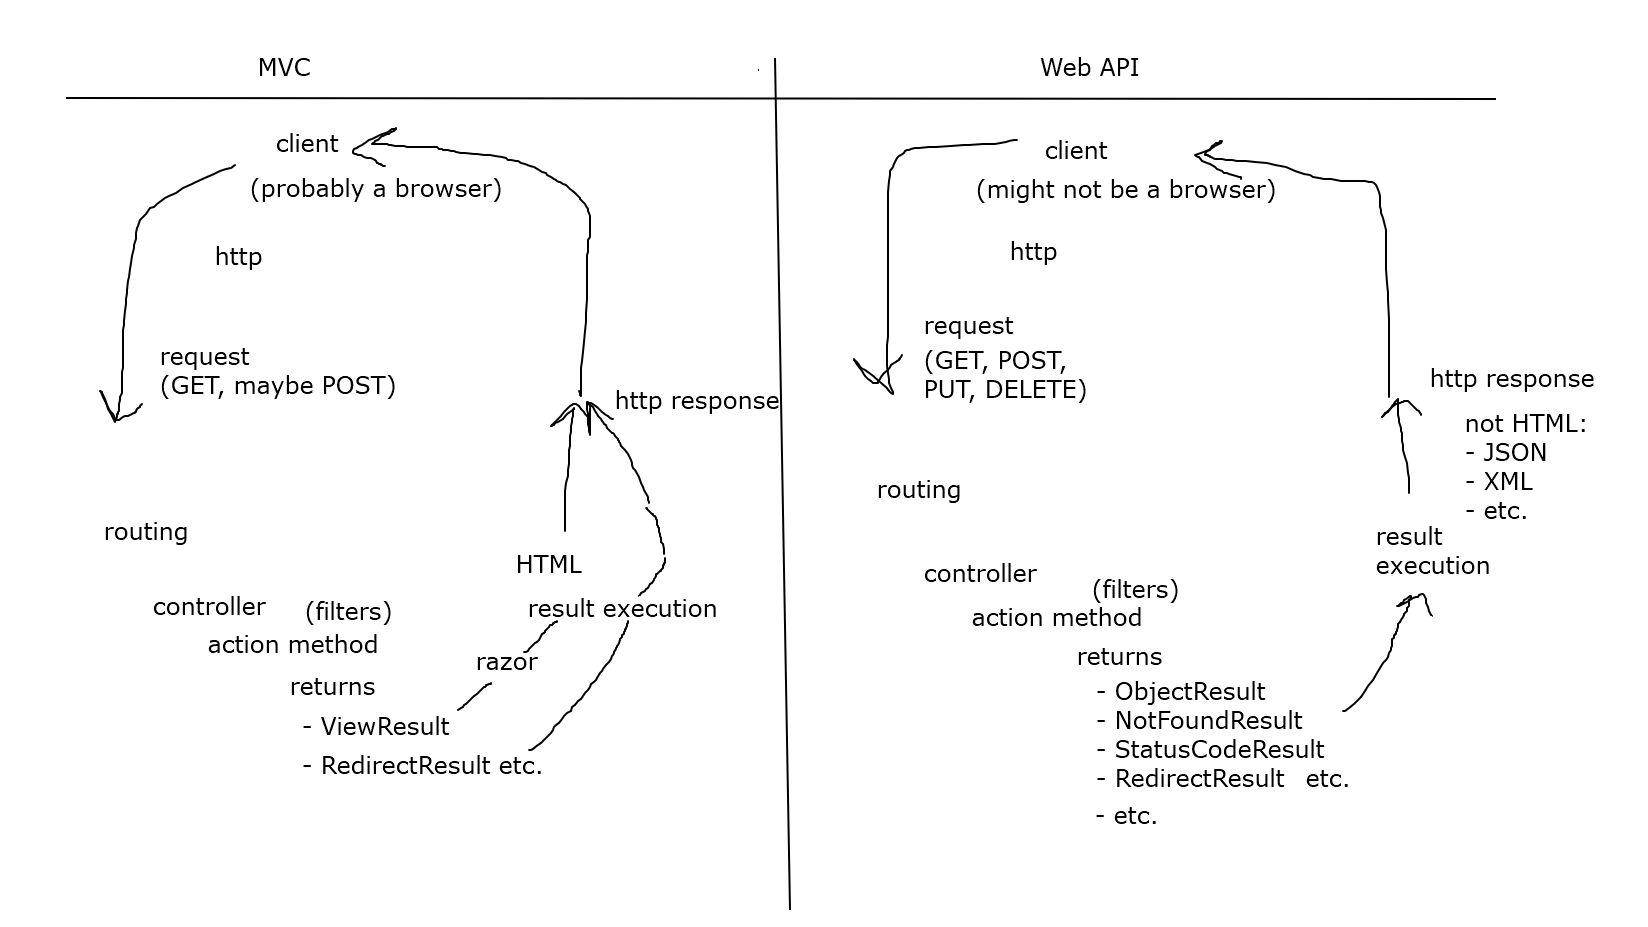 MVC
client
(probably a browser)
http
request
(GET, maybe POST)
http response
routing
HTML
controller (filters)
result execution
action method
razor
returns
- ViewResult
- RedirectResult etc.
Web API
client
(might not be a browser)
http
request
(GET, POST,
PUT, DELETE)
http response
not HTML:
- JSON
- XML
- etc.
routing
result
execution
controller (filters)
action method
returns
- ObjectResult
- NotFoundResult
- StatusCodeResult
- RedirectResult etc.
- etc.